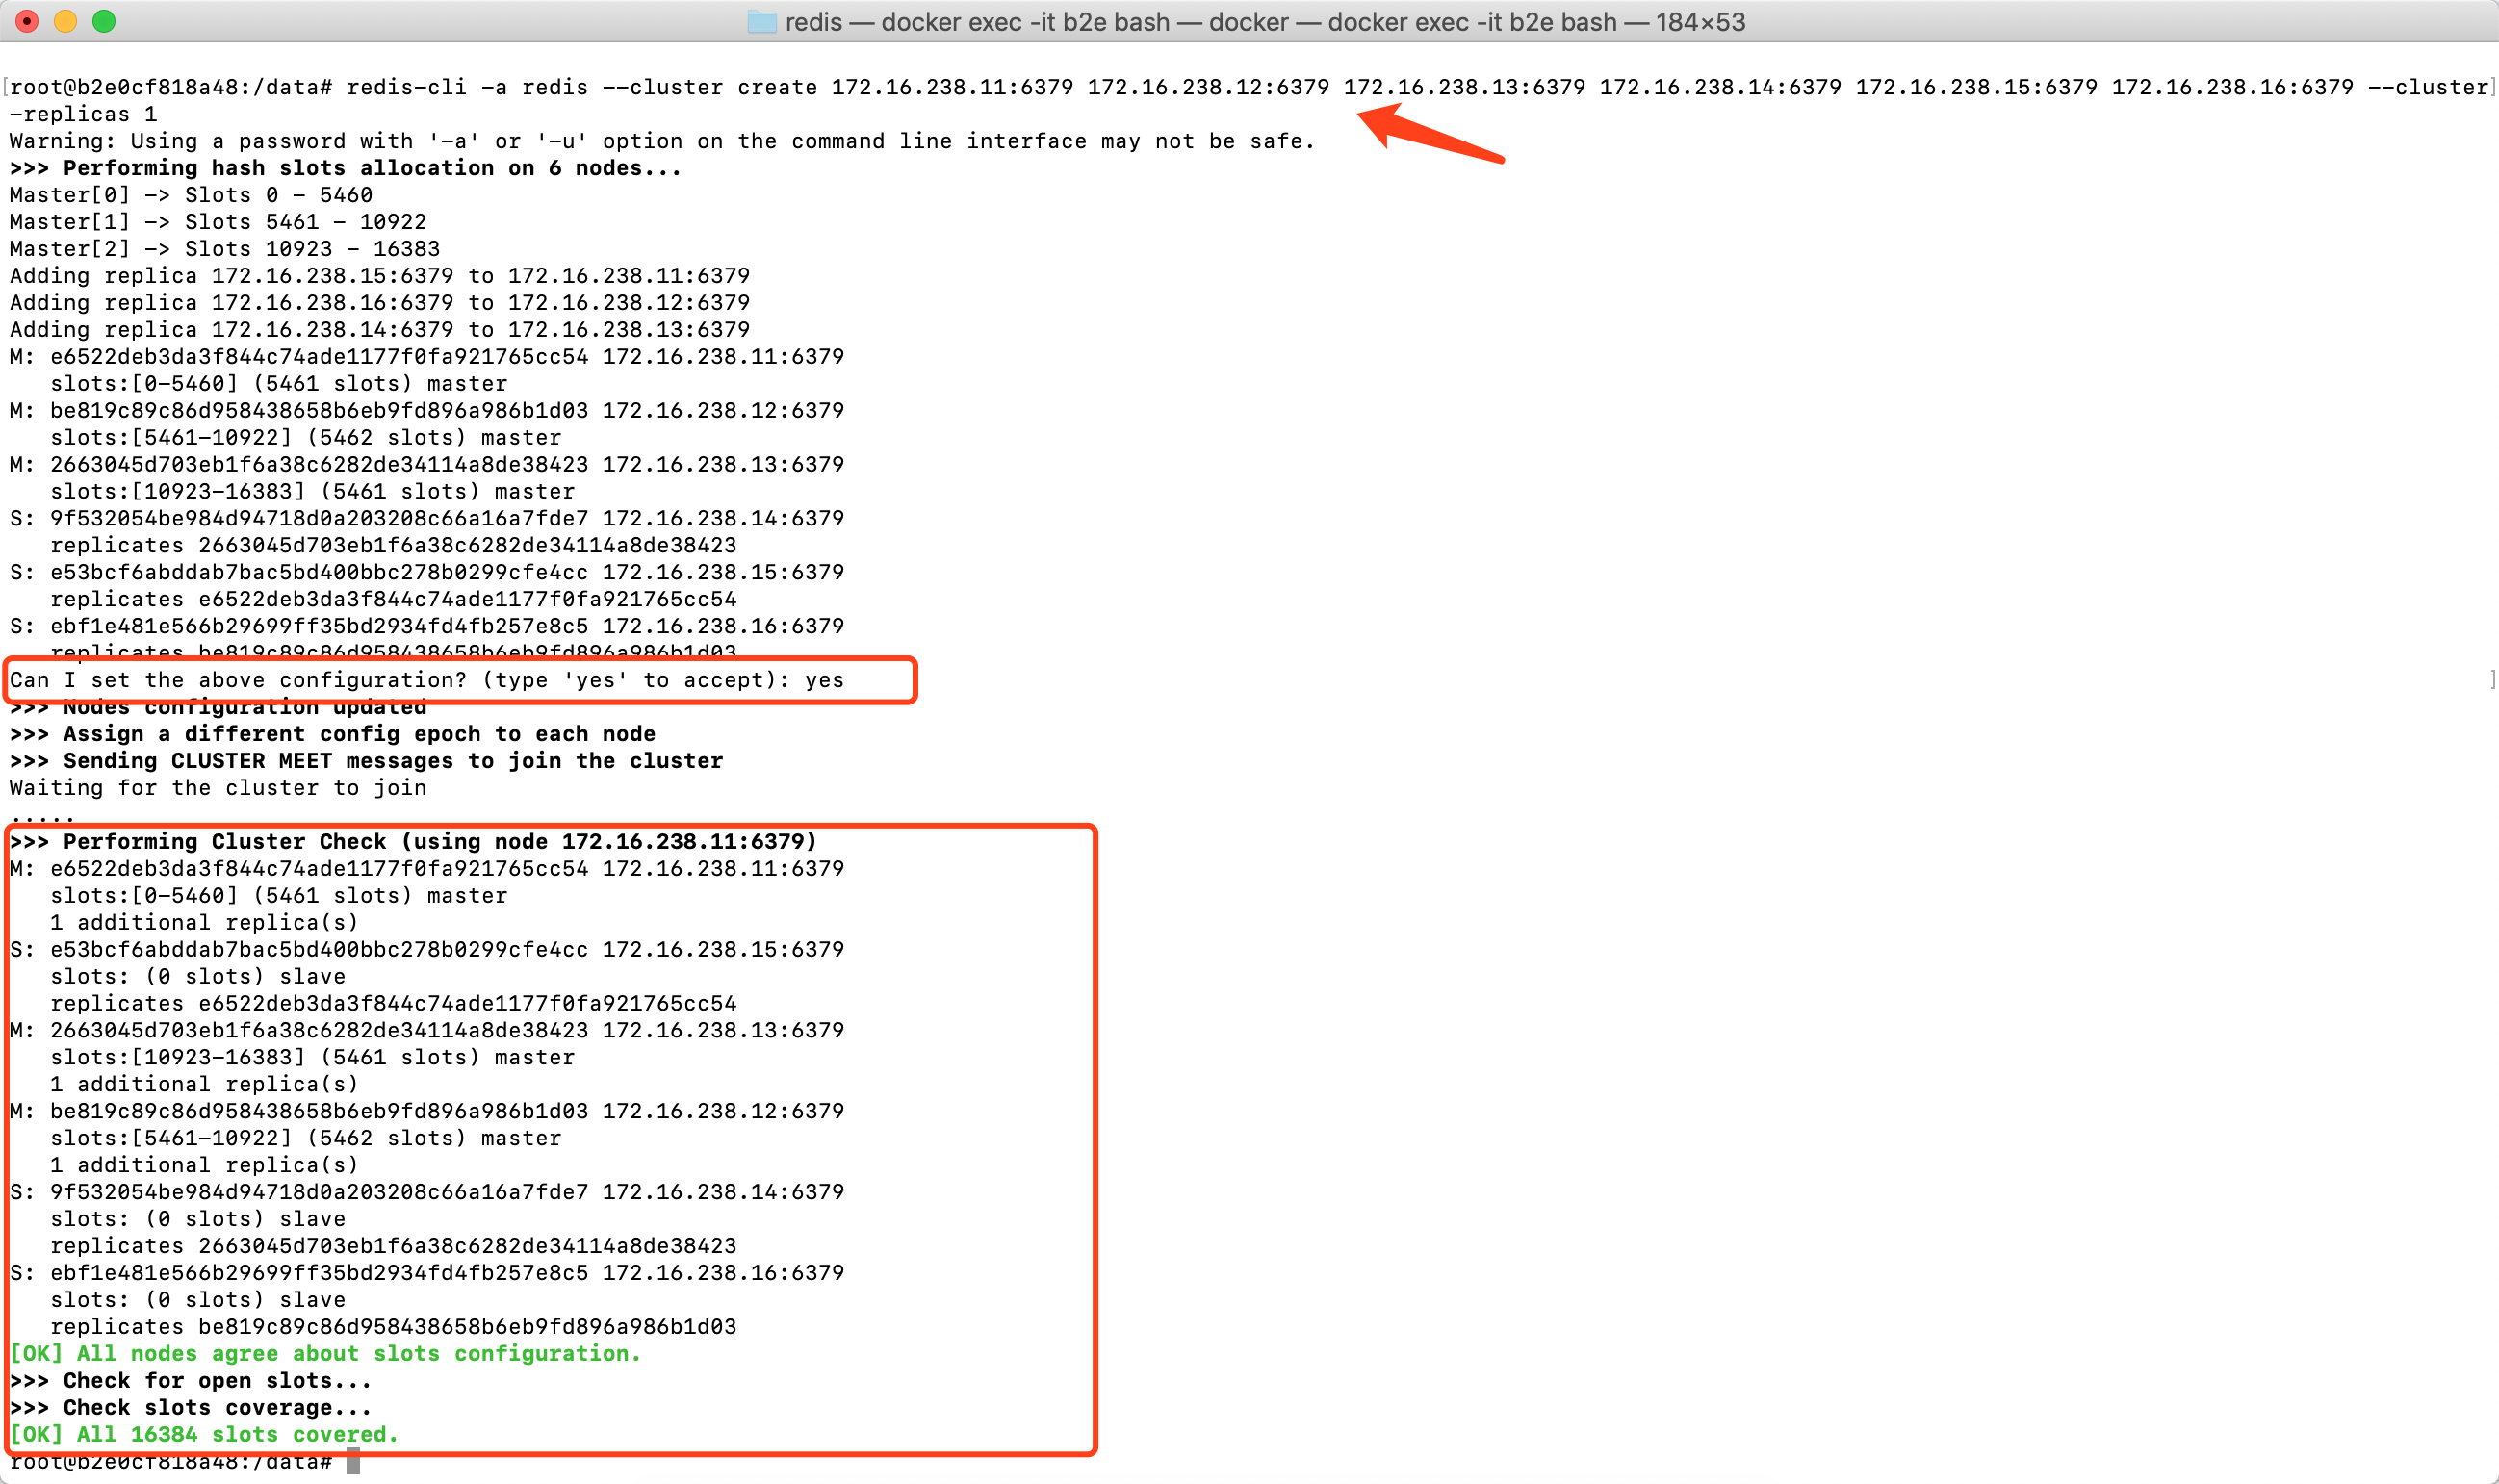 redis — docker exec -it b2e bash — docker — docker exec -it b2e bash — 184×53
[root@b2e0cf818a48:/data# redis-cli -a redis --cluster create 172.16.238.11:6379 172.16.238.12:6379 172.16.238.13:6379 172.16.238.14:6379 172.16.238.15:6379 172.16.238.16:6379 --cluster]
-replicas 1
Warning: Using a password with '-a' or '-u' option on the command line interface may not be safe.
>>> Performing hash slots allocation on 6 nodes...
Master[0] -> Slots 0 - 5460
Master[1] -> Slots 5461 - 10922
Master[2] -> Slots 10923 - 16383
Adding replica 172.16.238.15:6379 to 172.16.238.11:6379
Adding replica 172.16.238.16:6379 to 172.16.238.12:6379
Adding replica 172.16.238.14:6379 to 172.16.238.13:6379
M: e6522deb3da3f844c74ade1177f0fa921765cc54 172.16.238.11:6379
   slots:[0-5460] (5461 slots) master
M: be819c89c86d958438658b6eb9fd896a986b1d03 172.16.238.12:6379
   slots:[5461-10922] (5462 slots) master
M: 2663045d703eb1f6a38c6282de34114a8de38423 172.16.238.13:6379
   slots:[10923-16383] (5461 slots) master
S: 9f532054be984d94718d0a203208c66a16a7fde7 172.16.238.14:6379
   replicates 2663045d703eb1f6a38c6282de34114a8de38423
S: e53bcf6abddab7bac5bd400bbc278b0299cfe4cc 172.16.238.15:6379
   replicates e6522deb3da3f844c74ade1177f0fa921765cc54
S: ebf1e481e566b29699ff35bd2934fd4fb257e8c5 172.16.238.16:6379
   replicates be819c89c86d958438658b6eb9fd896a986b1d03
Can I set the above configuration? (type 'yes' to accept): yes ]
>>> Nodes configuration updated
>>> Assign a different config epoch to each node
>>> Sending CLUSTER MEET messages to join the cluster
Waiting for the cluster to join
.....
>>> Performing Cluster Check (using node 172.16.238.11:6379)
M: e6522deb3da3f844c74ade1177f0fa921765cc54 172.16.238.11:6379
   slots:[0-5460] (5461 slots) master
   1 additional replica(s)
S: e53bcf6abddab7bac5bd400bbc278b0299cfe4cc 172.16.238.15:6379
   slots: (0 slots) slave
   replicates e6522deb3da3f844c74ade1177f0fa921765cc54
M: 2663045d703eb1f6a38c6282de34114a8de38423 172.16.238.13:6379
   slots:[10923-16383] (5461 slots) master
   1 additional replica(s)
M: be819c89c86d958438658b6eb9fd896a986b1d03 172.16.238.12:6379
   slots:[5461-10922] (5462 slots) master
   1 additional replica(s)
S: 9f532054be984d94718d0a203208c66a16a7fde7 172.16.238.14:6379
   slots: (0 slots) slave
   replicates 2663045d703eb1f6a38c6282de34114a8de38423
S: ebf1e481e566b29699ff35bd2934fd4fb257e8c5 172.16.238.16:6379
   slots: (0 slots) slave
   replicates be819c89c86d958438658b6eb9fd896a986b1d03
[OK] All nodes agree about slots configuration.
>>> Check for open slots...
>>> Check slots coverage...
[OK] All 16384 slots covered.
root@b2e0cf818a48:/data#